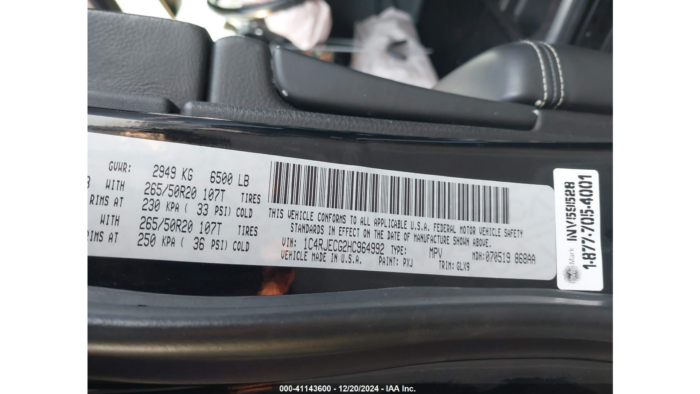 GVWR: 2949 KG 6500 LB
WITH 265/50R20 107T TIRES
RIMS AT 230 KPA ( 33 PSI) COLD
WITH 265/50R20 107T TIRES
RIMS AT 250 KPA ( 36 PSI) COLD
THIS VEHICLE CONFORMS TO ALL APPLICABLE U.S.A. FEDERAL MOTOR VEHICLE SAFETY
STANDARDS IN EFFECT ON THE DATE OF MANUFACTURE SHOWN ABOVE.
VIN: 1C4RJECG2HC964992 TYPE: MPV MDH: 070519 868AA
VEHICLE MADE IN U.S.A. PAINT: PXJ TRIM: GLX9
Mark
INV591528
1-877-705-4001
000-41143600 - 12/20/2024 - IAA Inc.